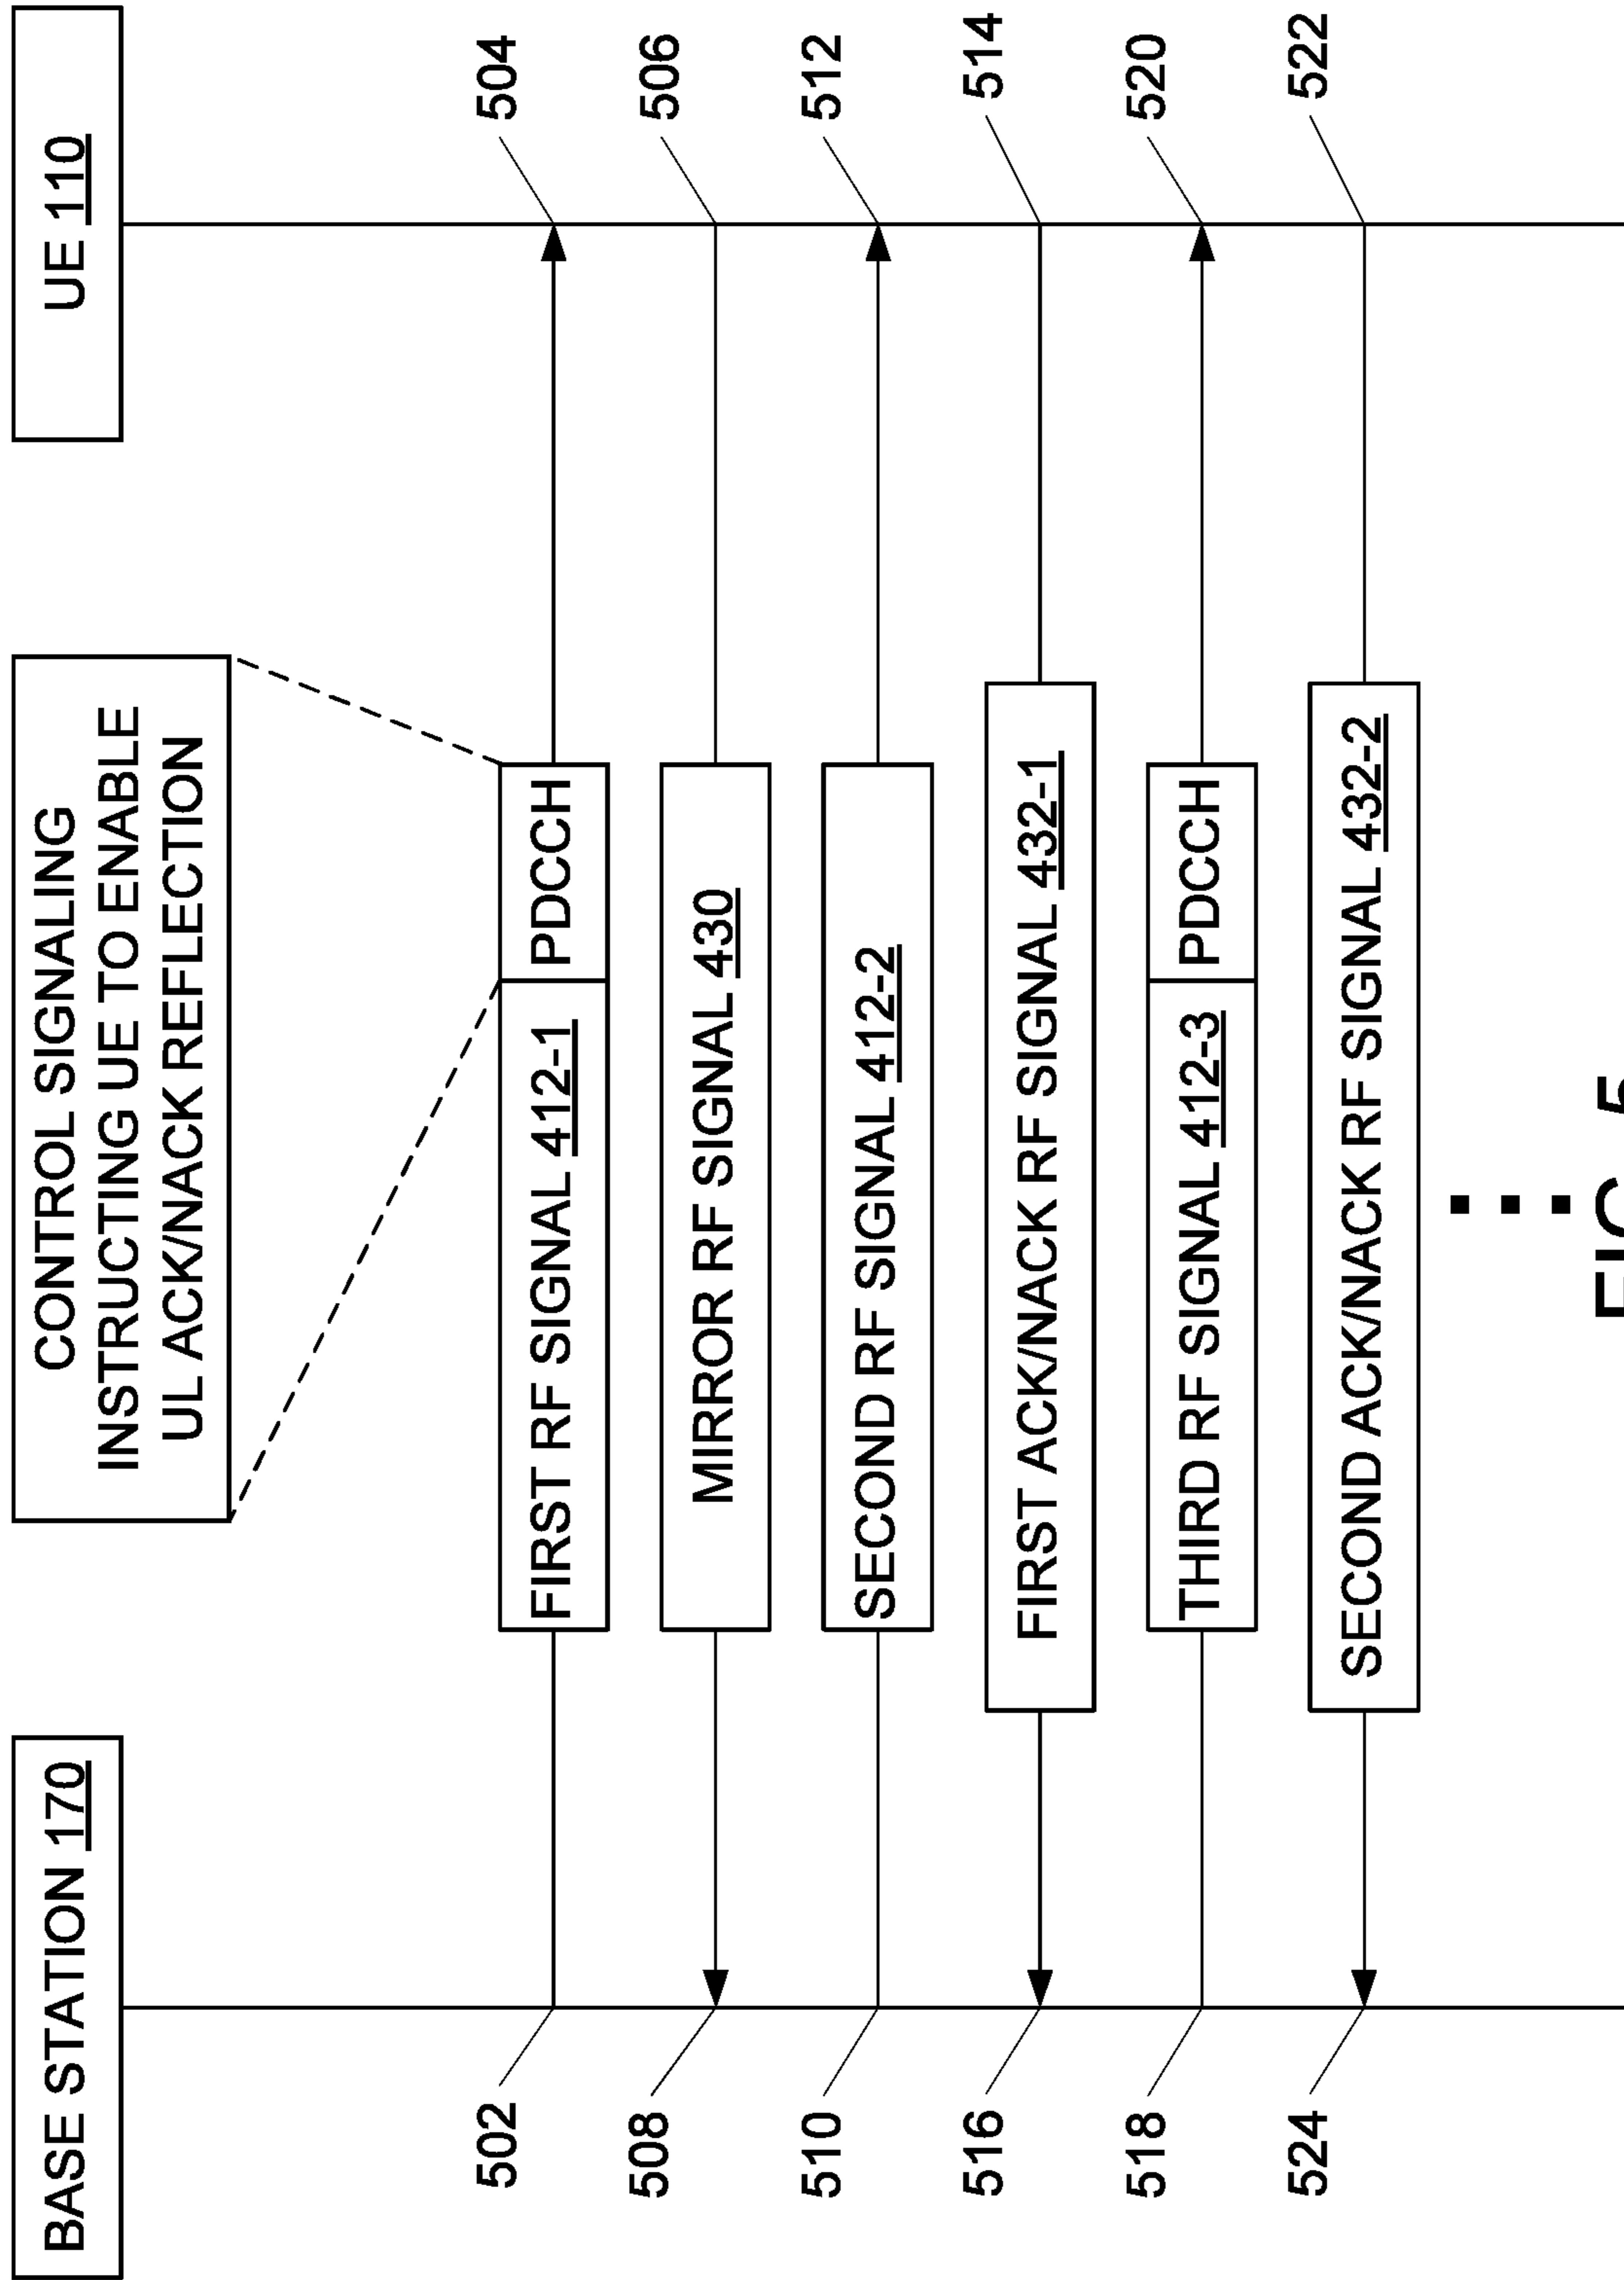 BASE STATION 170
CONTROL SIGNALING
INSTRUCTING UE TO ENABLE
UL ACK/NACK REFLECTION
UE 110
502
FIRST RF SIGNAL 412-1
PDCCH
504
508
MIRROR RF SIGNAL 430
506
510
SECOND RF SIGNAL 412-2
512
516
FIRST ACK/NACK RF SIGNAL 432-1
514
518
THIRD RF SIGNAL 412-3
PDCCH
520
524
SECOND ACK/NACK RF SIGNAL 432-2
522
FIG. 5